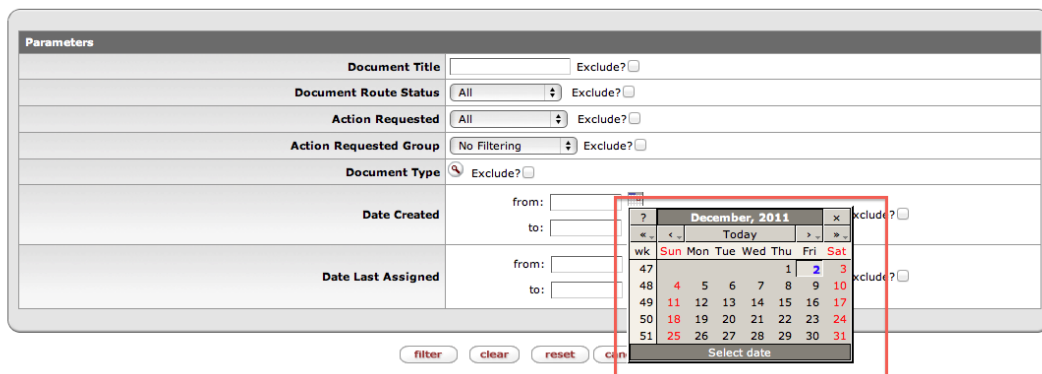 Parameters
Document Title Exclude?
Document Route Status All Exclude?
Action Requested All Exclude?
Action Requested Group No Filtering Exclude?
Document Type Exclude?
Date Created from: xclude?
to:
Date Last Assigned from: xclude?
to:
? December, 2011 ×
« ‹ Today › »
wk Sun Mon Tue Wed Thu Fri Sat
47 1 2 3
48 4 5 6 7 8 9 10
49 11 12 13 14 15 16 17
50 18 19 20 21 22 23 24
51 25 26 27 28 29 30 31
Select date
filter clear reset can